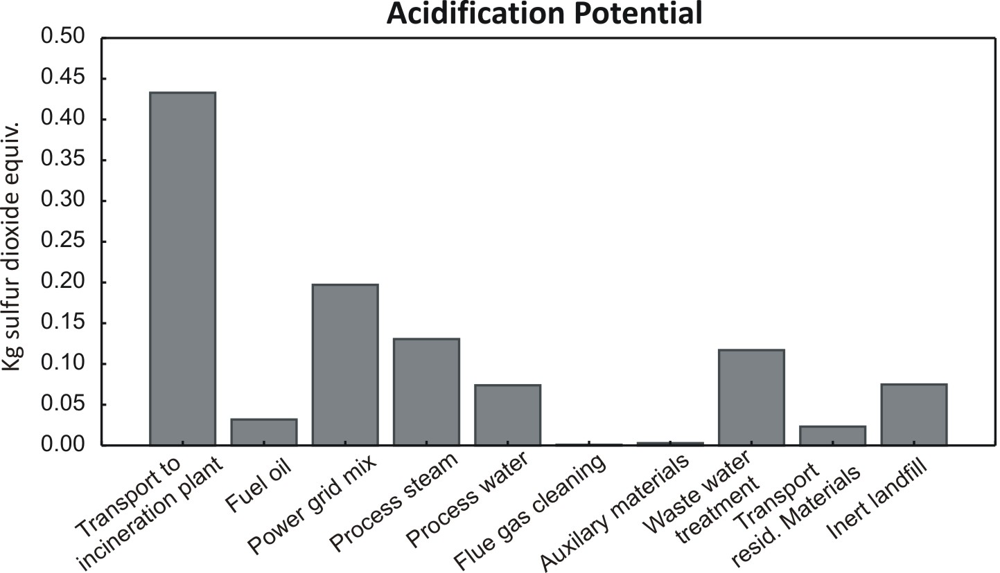 Acidification Potential
Kg sulfur dioxide equiv.
0.50
0.45
0.40
0.35
0.30
0.25
0.20
0.15
0.10
0.05
0.00
Transport to
incineration plant
Fuel oil
Power grid mix
Process steam
Process water
Flue gas cleaning
Auxilary materials
Waste water
treatment
Transport
resid. Materials
Inert landfill